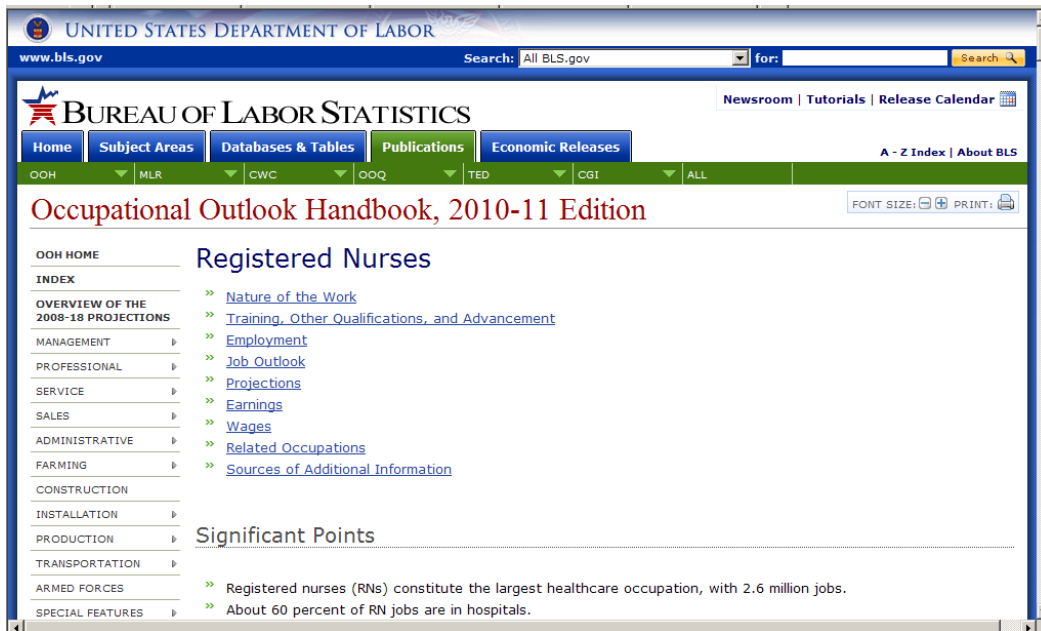 UNITED STATES DEPARTMENT OF LABOR
www.bls.gov Search: All BLS.gov for: Search
BUREAU OF LABOR STATISTICS
Newsroom | Tutorials | Release Calendar
Home Subject Areas Databases & Tables Publications Economic Releases
A - Z Index | About BLS
OOH MLR CWC OOQ TED CGI ALL
Occupational Outlook Handbook, 2010-11 Edition
FONT SIZE: PRINT:
OOH HOME
INDEX
OVERVIEW OF THE
2008-18 PROJECTIONS
MANAGEMENT
PROFESSIONAL
SERVICE
SALES
ADMINISTRATIVE
FARMING
CONSTRUCTION
INSTALLATION
PRODUCTION
TRANSPORTATION
ARMED FORCES
SPECIAL FEATURES
Registered Nurses
» Nature of the Work
» Training, Other Qualifications, and Advancement
» Employment
» Job Outlook
» Projections
» Earnings
» Wages
» Related Occupations
» Sources of Additional Information
Significant Points
» Registered nurses (RNs) constitute the largest healthcare occupation, with 2.6 million jobs.
» About 60 percent of RN jobs are in hospitals.